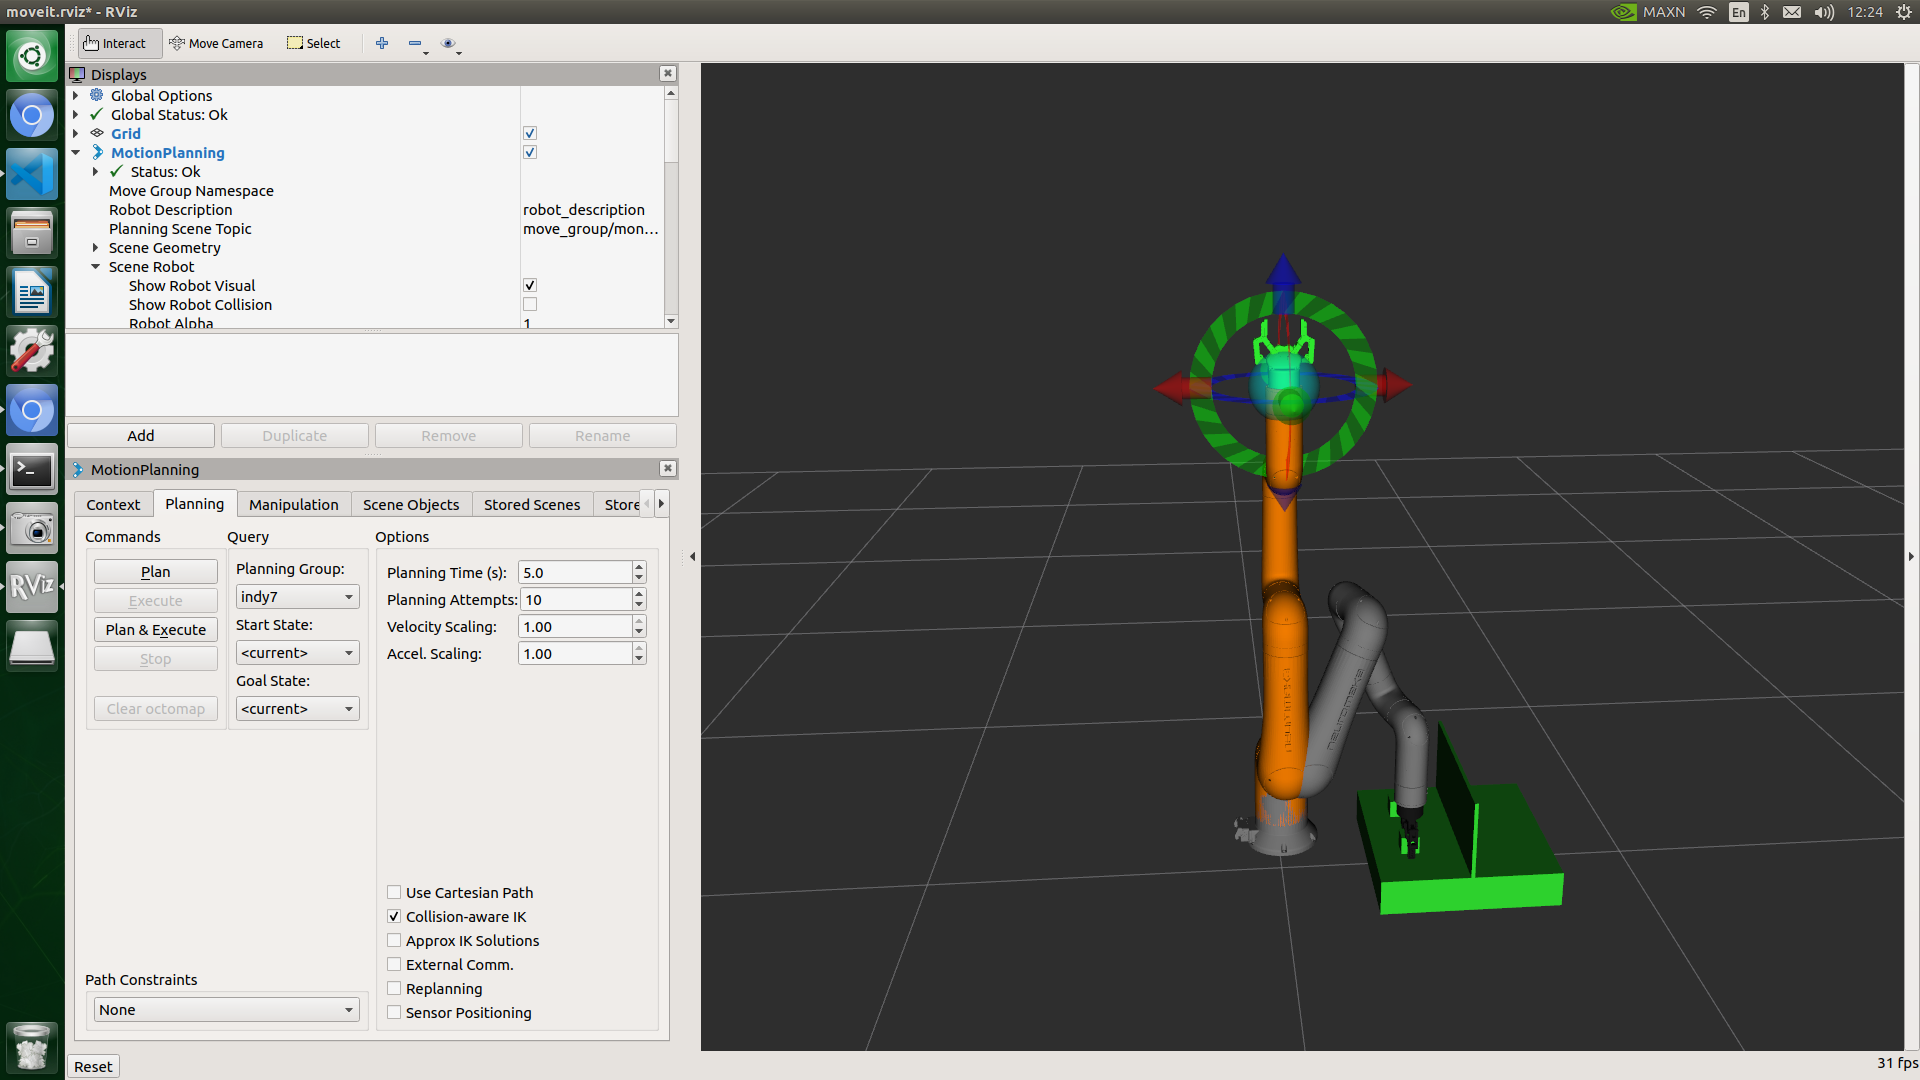 moveit.rviz* - RViz
MAXN
En
12:24
Interact
Move Camera
Select
Displays
Global Options
Global Status: Ok
Grid
MotionPlanning
Status: Ok
Move Group Namespace
Robot Description robot_description
Planning Scene Topic move_group/mon...
Scene Geometry
Scene Robot
Show Robot Visual
Show Robot Collision
Robot Alpha 1
Add Duplicate Remove Rename
MotionPlanning
Context Planning Manipulation Scene Objects Stored Scenes Store
Commands Query Options
Plan
Execute
Plan & Execute
Stop
Clear octomap
Planning Group:
indy7
Start State:
<current>
Goal State:
<current>
Planning Time (s): 5.0
Planning Attempts: 10
Velocity Scaling: 1.00
Accel. Scaling: 1.00
Use Cartesian Path
Collision-aware IK
Approx IK Solutions
External Comm.
Replanning
Sensor Positioning
Path Constraints
None
Reset
31 fps
RViz
neuromeka